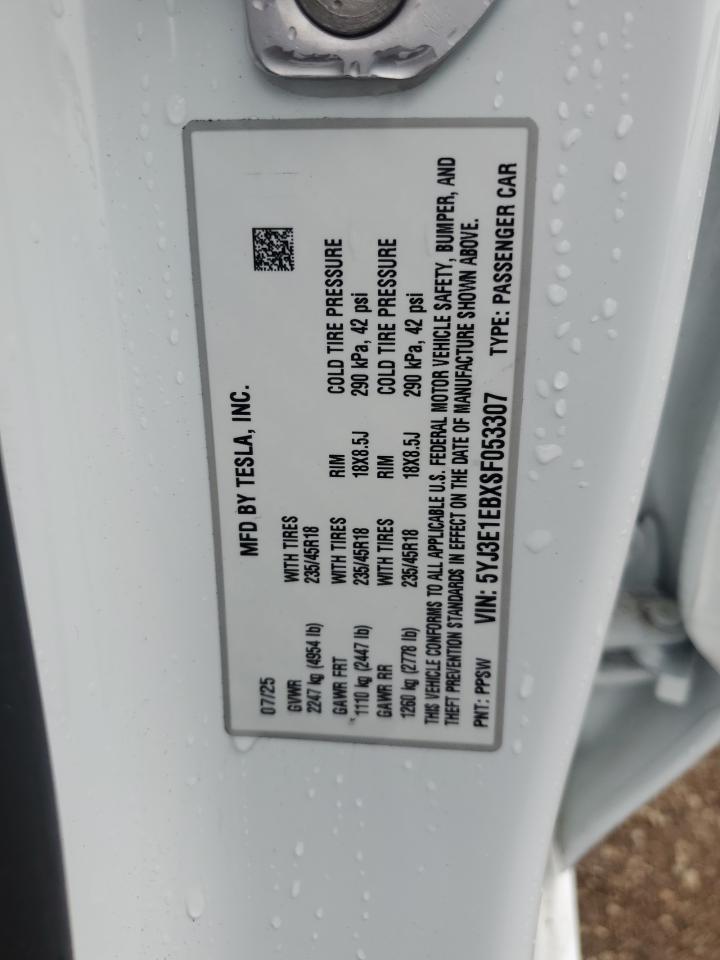 MFD BY TESLA, INC.
07/25
GVWR WITH TIRES
2247 kg (4954 lb) 235/45R18
GAWR FRT WITH TIRES RIM COLD TIRE PRESSURE
1110 kg (2447 lb) 235/45R18 18X8.5J 290 kPa, 42 psi
GAWR RR WITH TIRES RIM COLD TIRE PRESSURE
1260 kg (2778 lb) 235/45R18 18X8.5J 290 kPa, 42 psi
THIS VEHICLE CONFORMS TO ALL APPLICABLE U.S. FEDERAL MOTOR VEHICLE SAFETY, BUMPER, AND
THEFT PREVENTION STANDARDS IN EFFECT ON THE DATE OF MANUFACTURE SHOWN ABOVE.
PNT: PPSW VIN: 5YJ3E1EBXSF053307 TYPE: PASSENGER CAR